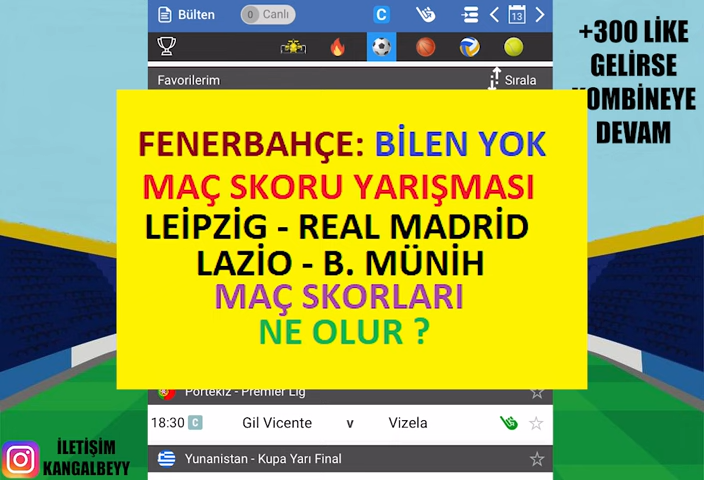 Bülten
0 Canlı
C
13
+300 LİKE
GELİRSE
KOMBİNEYE
DEVAM
Favorilerim
Sırala
FENERBAHÇE: BİLEN YOK
MAÇ SKORU YARIŞMASI
LEİPZİG - REAL MADRİD
LAZİO - B. MÜNİH
MAÇ SKORLARI
NE OLUR ?
Portekiz - Premier Lig
18:30 C Gil Vicente v Vizela
Yunanistan - Kupa Yarı Final
İLETİŞİM
KANGALBEYY